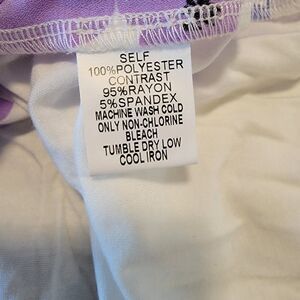 SELF
100%POLYESTER
CONTRAST
95%RAYON
5%SPANDEX
MACHINE WASH COLD
ONLY NON-CHLORINE
BLEACH
TUMBLE DRY LOW
COOL IRON